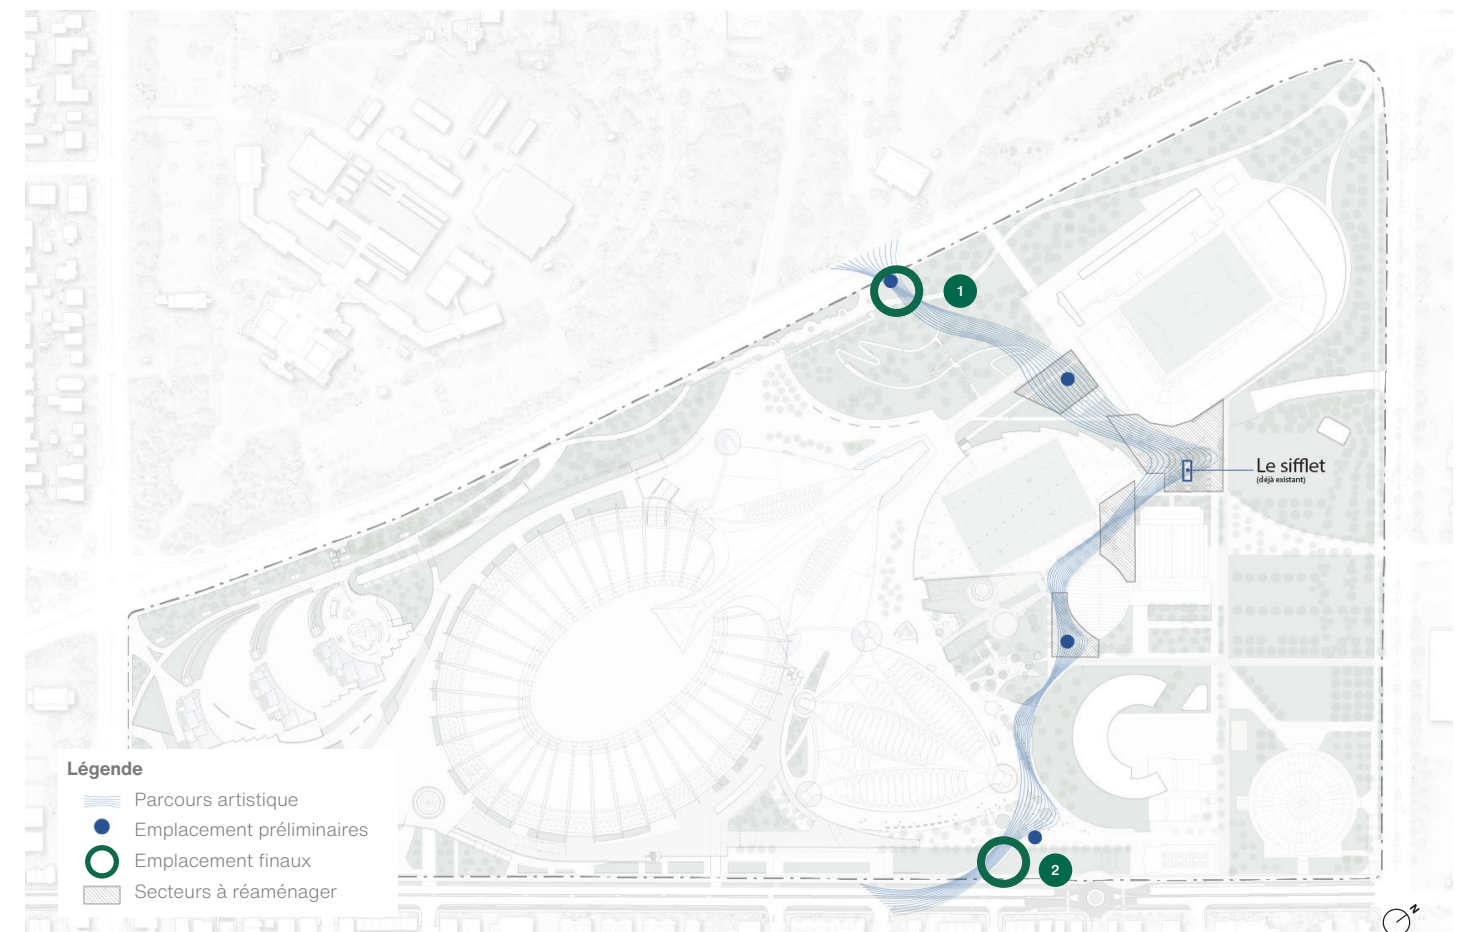 1
Le sifflet
(déjà existant)
Légende
Parcours artistique
Emplacement préliminaires
Emplacement finaux
Secteurs à réaménager
2
N